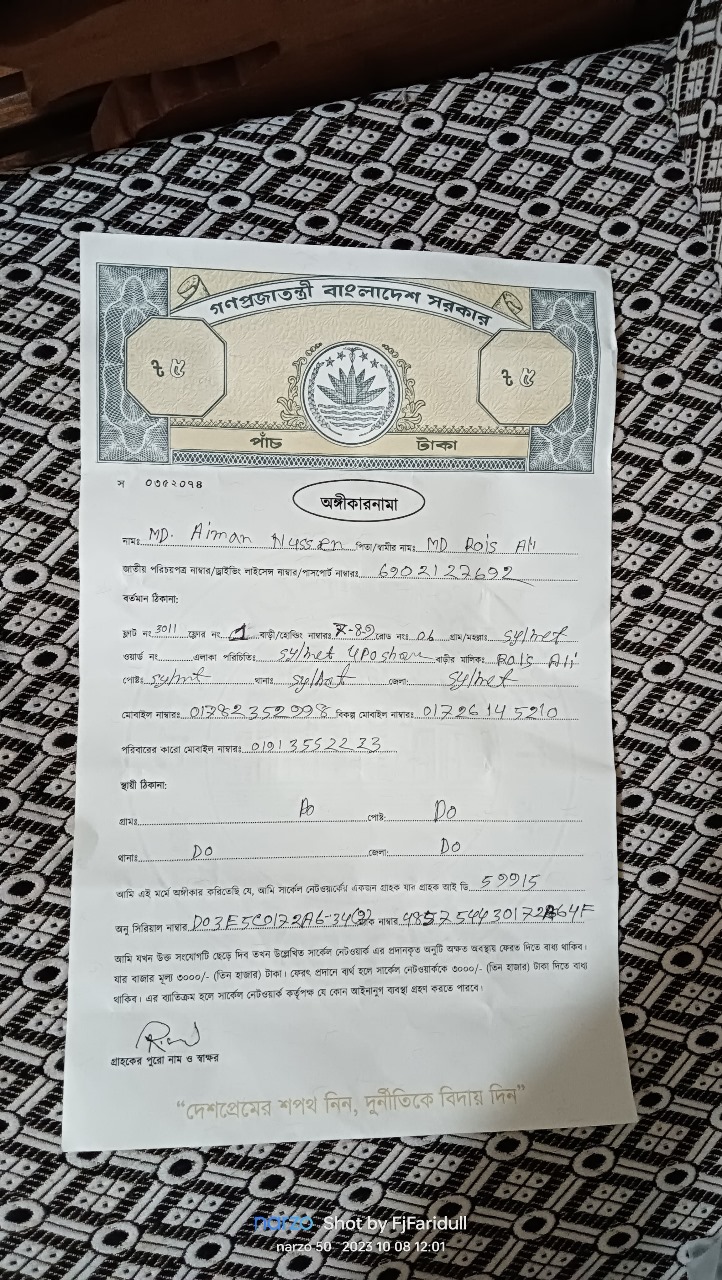 গণপ্রজাতন্ত্রী বাংলাদেশ সরকার
৳ ৫ ৳ ৫
পাঁচ টাকা
স ০৩৫২০৭৪
অঙ্গীকারনামা
নামঃ MD. Aiman Hussen পিতা/স্বামীর নাম: MD Rois Ali
জাতীয় পরিচয়পত্র নাম্বার/ড্রাইভিং লাইসেন্স নাম্বার/পাসপোর্ট নাম্বারঃ 6902127692
বর্তমান ঠিকানা:
ফ্লাট নং 3011 ফ্লোর নং বাড়ী/হোল্ডিং নাম্বারঃ রোড নংঃ 06 গ্রাম/মহল্লাঃ sylhet
ওয়ার্ড নং এলাকা পরিচিতিঃ sylhet uposhar বাড়ীর মালিক: Rois Ali
পোষ্টঃ sylhet থানাঃ sylhet জেলা: sylhet
মোবাইল নাম্বারঃ বিকল্প মোবাইল নাম্বারঃ 01726145210
পরিবারের কারো মোবাইল নাম্বারঃ
স্থায়ী ঠিকানা:
গ্রামঃ Do পোষ্ট: Do
থানাঃ Do জেলা: Do
আমি এই মর্মে অঙ্গীকার করিতেছি যে, আমি সার্কেল নেটওয়ার্কের একজন গ্রাহক যার গ্রাহক আই ডি 59915
অনু সিরিয়াল নাম্বার নাম্বার
আমি যখন উক্ত সংযোগটি ছেড়ে দিব তখন উল্লেখিত সার্কেল নেটওয়ার্ক এর প্রদানকৃত অনুটি অক্ষত অবস্থায় ফেরত দিতে বাধ্য থাকিব।
যার বাজার মূল্য ৩০০০/- (তিন হাজার) টাকা। ফেরৎ প্রদানে ব্যর্থ হলে সার্কেল নেটওয়ার্ককে ৩০০০/- (তিন হাজার) টাকা দিতে বাধ্য
থাকিব। এর ব্যতিক্রম হলে সার্কেল নেটওয়ার্ক কর্তৃপক্ষ যে কোন আইনানুগ ব্যবস্থা গ্রহণ করতে পারবে।
গ্রাহকের পুরো নাম ও স্বাক্ষর
“দেশপ্রেমের শপথ নিন, দুর্নীতিকে বিদায় দিন”
narzo Shot by FjFaridull
narzo 50 2023 10 08 12:01